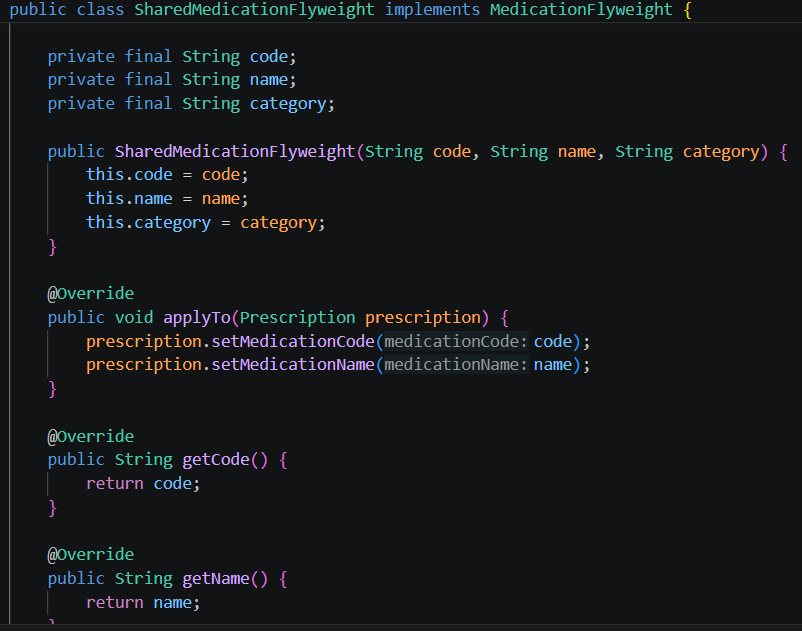 public class SharedMedicationFlyweight implements MedicationFlyweight {
private final String code;
private final String name;
private final String category;
public SharedMedicationFlyweight(String code, String name, String category) {
this.code = code;
this.name = name;
this.category = category;
}
@Override
public void applyTo(Prescription prescription) {
prescription.setMedicationCode(medicationCode: code);
prescription.setMedicationName(medicationName: name);
}
@Override
public String getCode() {
return code;
}
@Override
public String getName() {
return name;
}